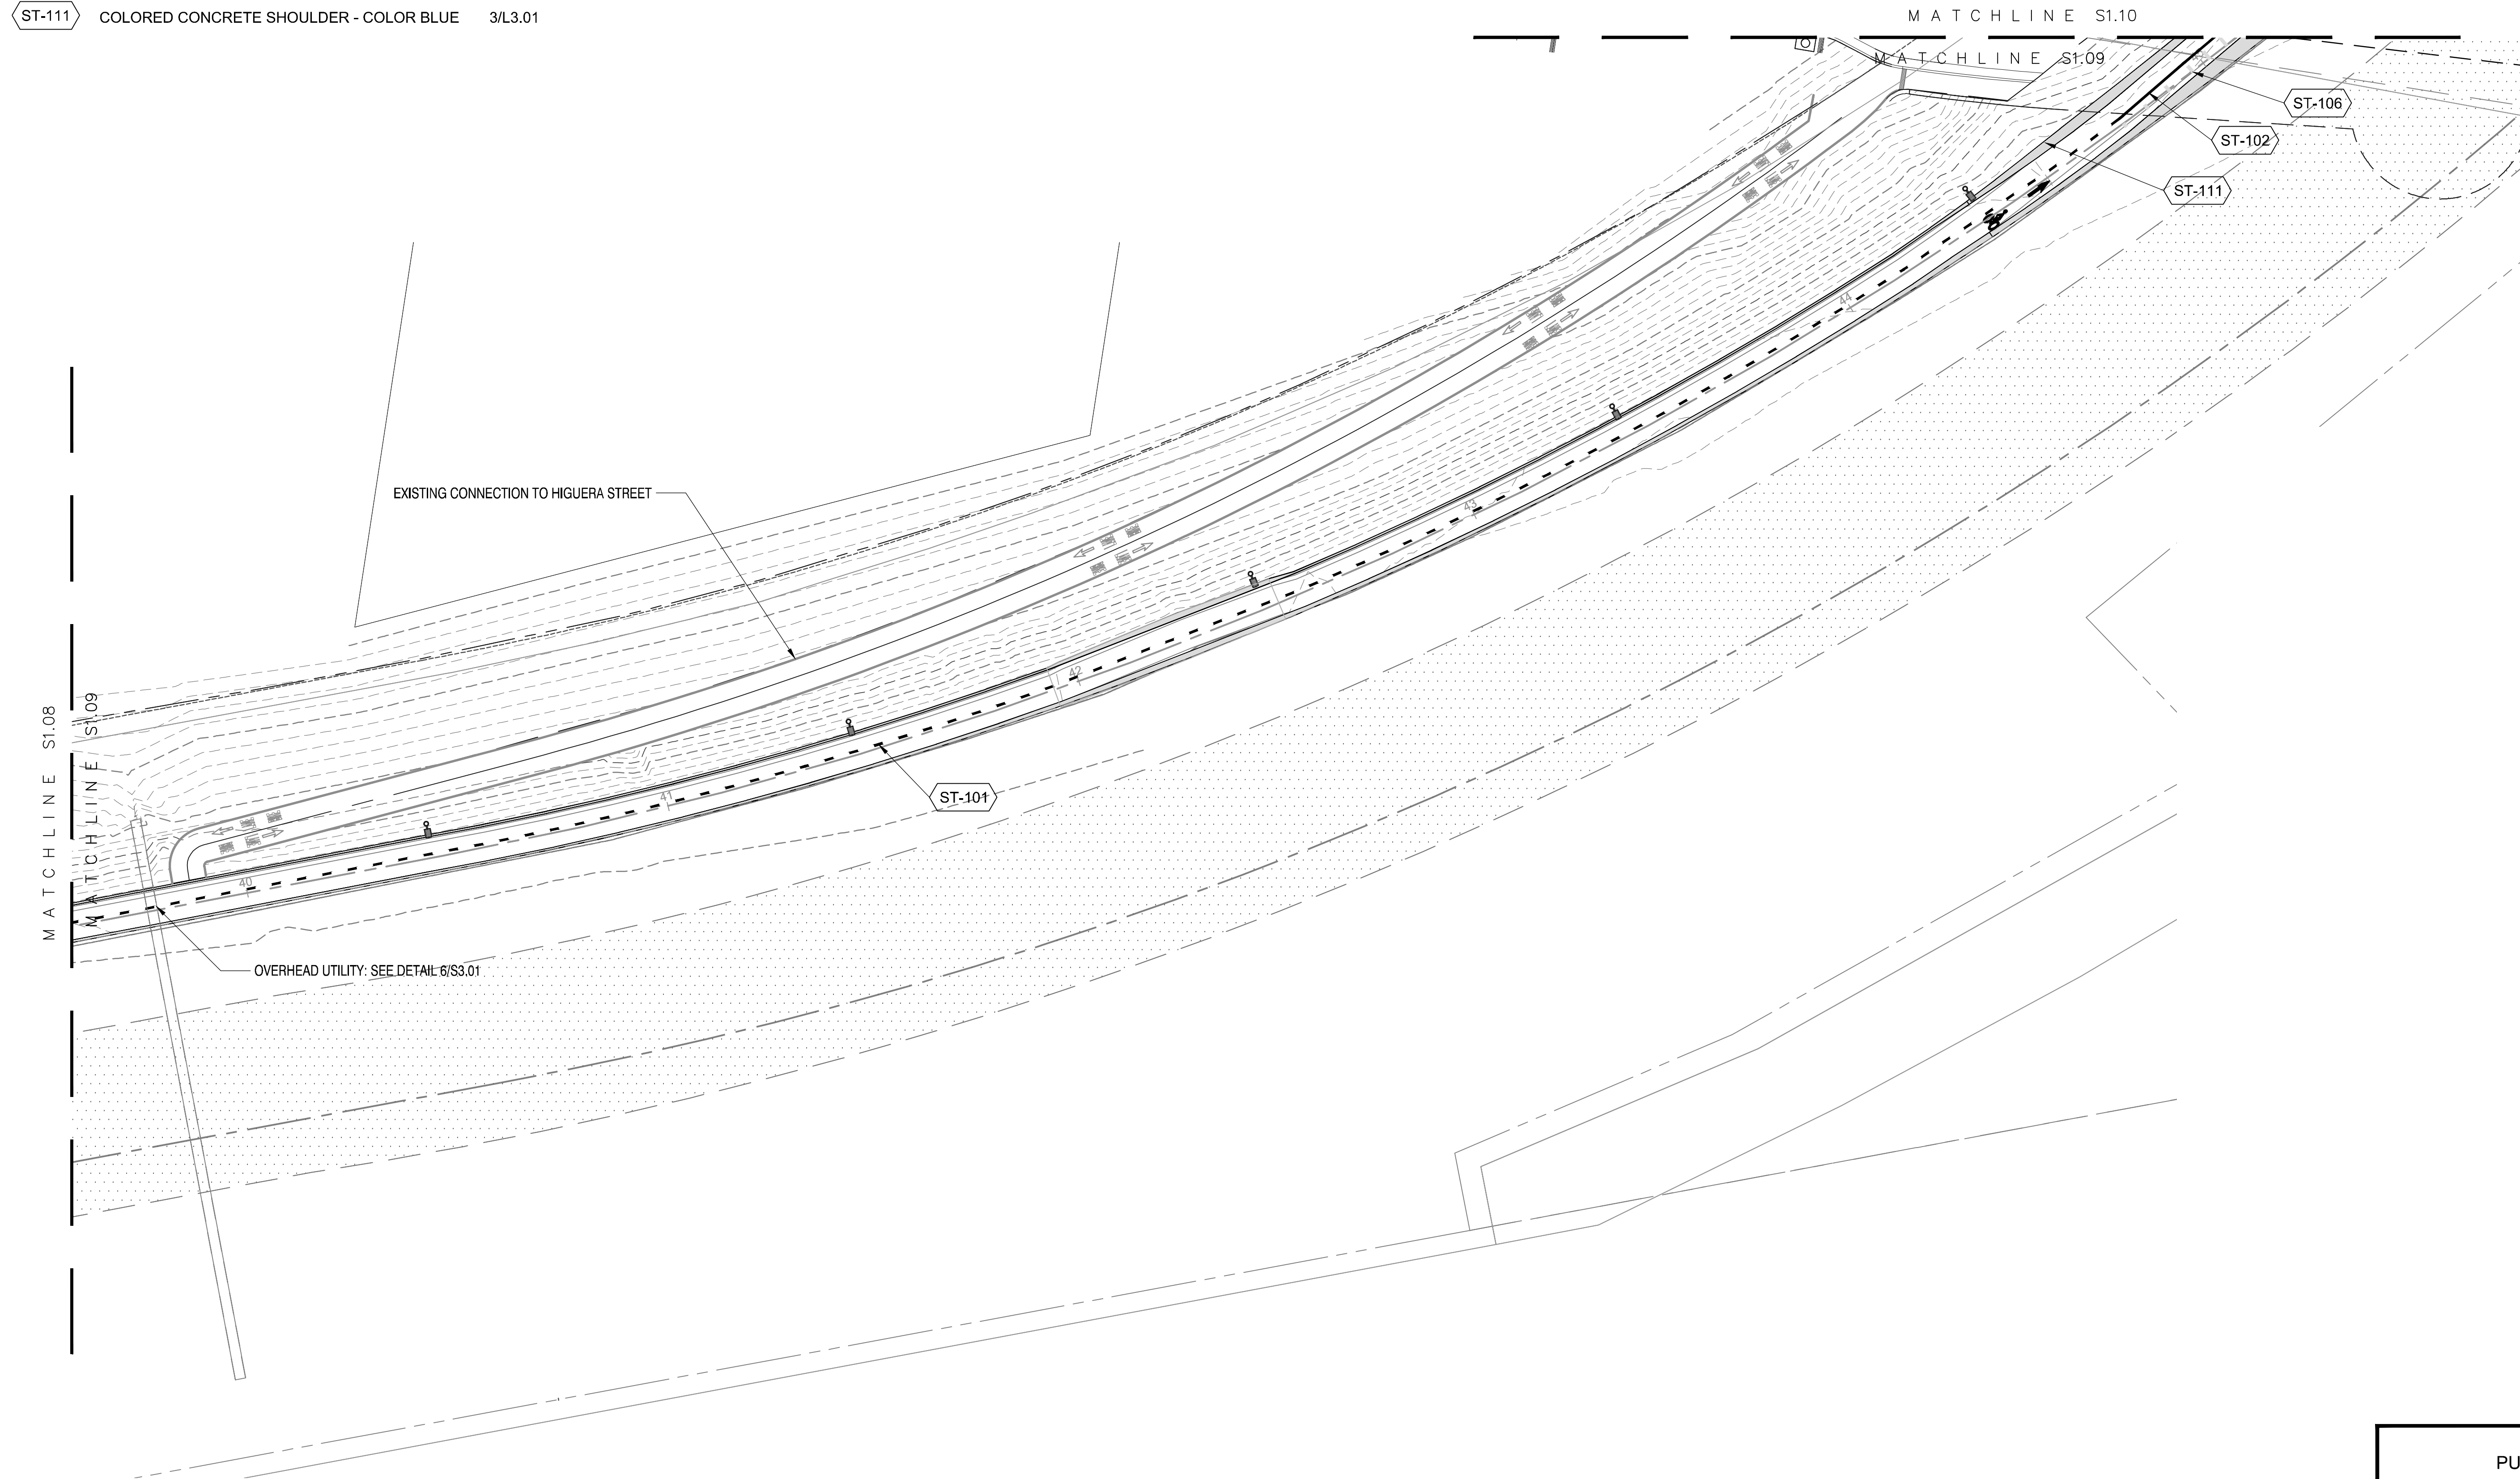 ST-111 COLORED CONCRETE SHOULDER - COLOR BLUE 3/L3.01
MATCHLINE S1.10
MATCHLINE S1.09
ST-106
ST-102
ST-111
44
EXISTING CONNECTION TO HIGUERA STREET
43
42
MATCHLINE S1.08
MATCHLINE S1.09
ST-101
41
40
OVERHEAD UTILITY: SEE DETAIL 6/S3.01
PU